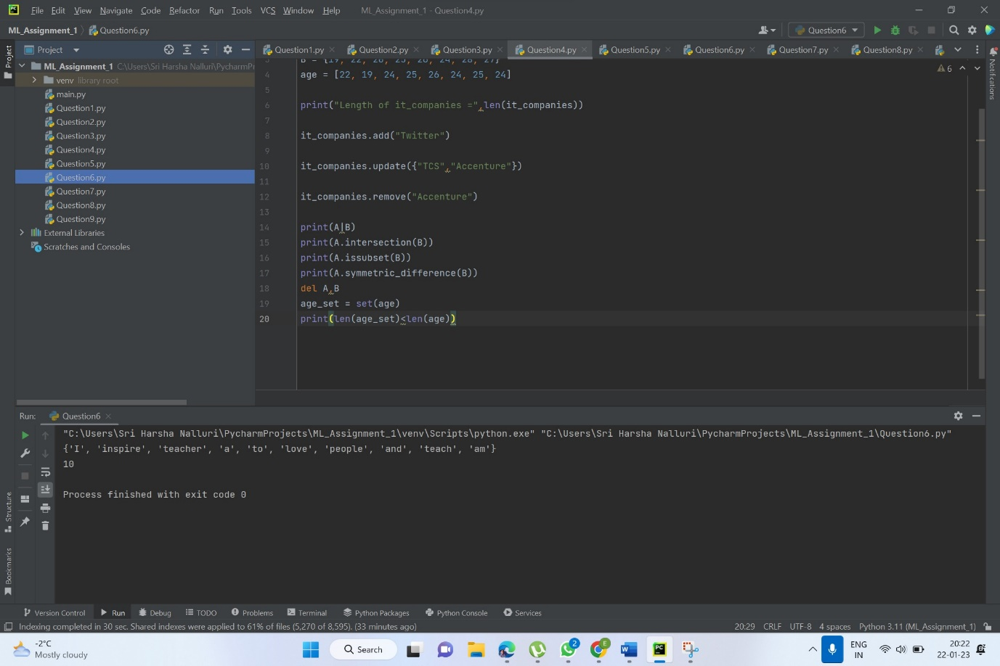 File Edit View Navigate Code Refactor Run Tools VCS Window Help ML_Assignment_1 - Question4.py
ML_Assignment_1 Question6.py Question6
Project Question1.py Question2.py Question3.py Question4.py Question5.py Question6.py Question7.py Question8.py
Project
Notifications
ML_Assignment_1 C:\Users\Sri Harsha Nalluri\PycharmPr
venv library root
main.py
Question1.py
Question2.py
Question3.py
Question4.py
Question5.py
Question6.py
Question7.py
Question8.py
Question9.py
External Libraries
Scratches and Consoles
6
4 age = [22, 19, 24, 25, 26, 24, 25, 24]
5
6 print("Length of it_companies =",len(it_companies))
7
8 it_companies.add("Twitter")
9
10 it_companies.update({"TCS","Accenture"})
11
12 it_companies.remove("Accenture")
13
14 print(A|B)
15 print(A.intersection(B))
16 print(A.issubset(B))
17 print(A.symmetric_difference(B))
18 del A,B
19 age_set = set(age)
20 print(len(age_set)<len(age))
Run: Question6
"C:\Users\Sri Harsha Nalluri\PycharmProjects\ML_Assignment_1\venv\Scripts\python.exe" "C:\Users\Sri Harsha Nalluri\PycharmProjects\ML_Assignment_1\Question6.py"
{'I', 'inspire', 'teacher', 'a', 'to', 'love', 'people', 'and', 'teach', 'am'}
10
Process finished with exit code 0
Structure
Bookmarks
Version Control Run Debug TODO Problems Terminal Python Packages Python Console Services
Indexing completed in 30 sec. Shared indexes were applied to 61% of files (5,270 of 8,595). (33 minutes ago) 20:29 CRLF UTF-8 4 spaces Python 3.11 (ML_Assignment_1)
-2°C
Mostly cloudy
Search
2
E
PC
ENG
IN
20:22
22-01-23